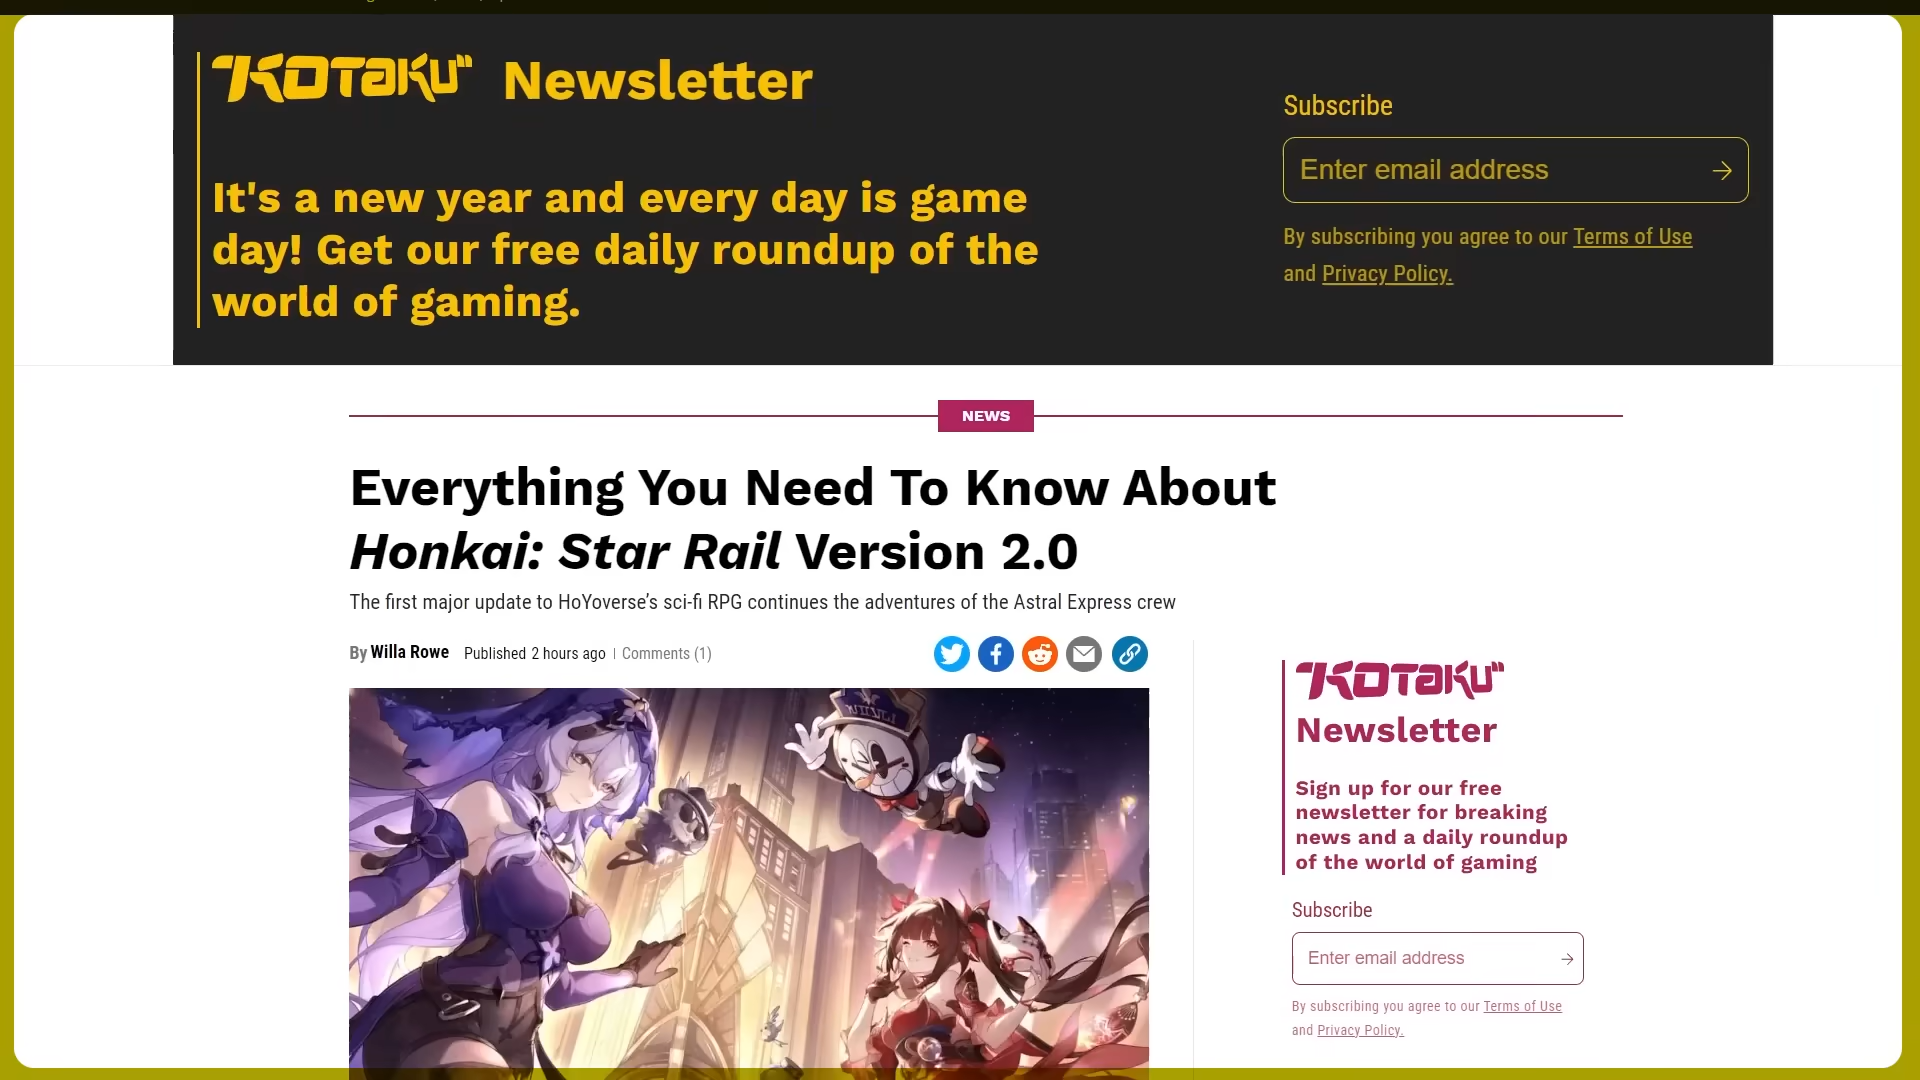 KOTAKU Newsletter
It's a new year and every day is game
day! Get our free daily roundup of the
world of gaming.
Subscribe
Enter email address
By subscribing you agree to our Terms of Use
and Privacy Policy.
NEWS
Everything You Need To Know About
Honkai: Star Rail Version 2.0
The first major update to HoYoverse’s sci-fi RPG continues the adventures of the Astral Express crew
By Willa Rowe Published 2 hours ago | Comments (1)
KOTAKU
Newsletter
Sign up for our free
newsletter for breaking
news and a daily roundup
of the world of gaming
Subscribe
Enter email address
By subscribing you agree to our Terms of Use
and Privacy Policy.